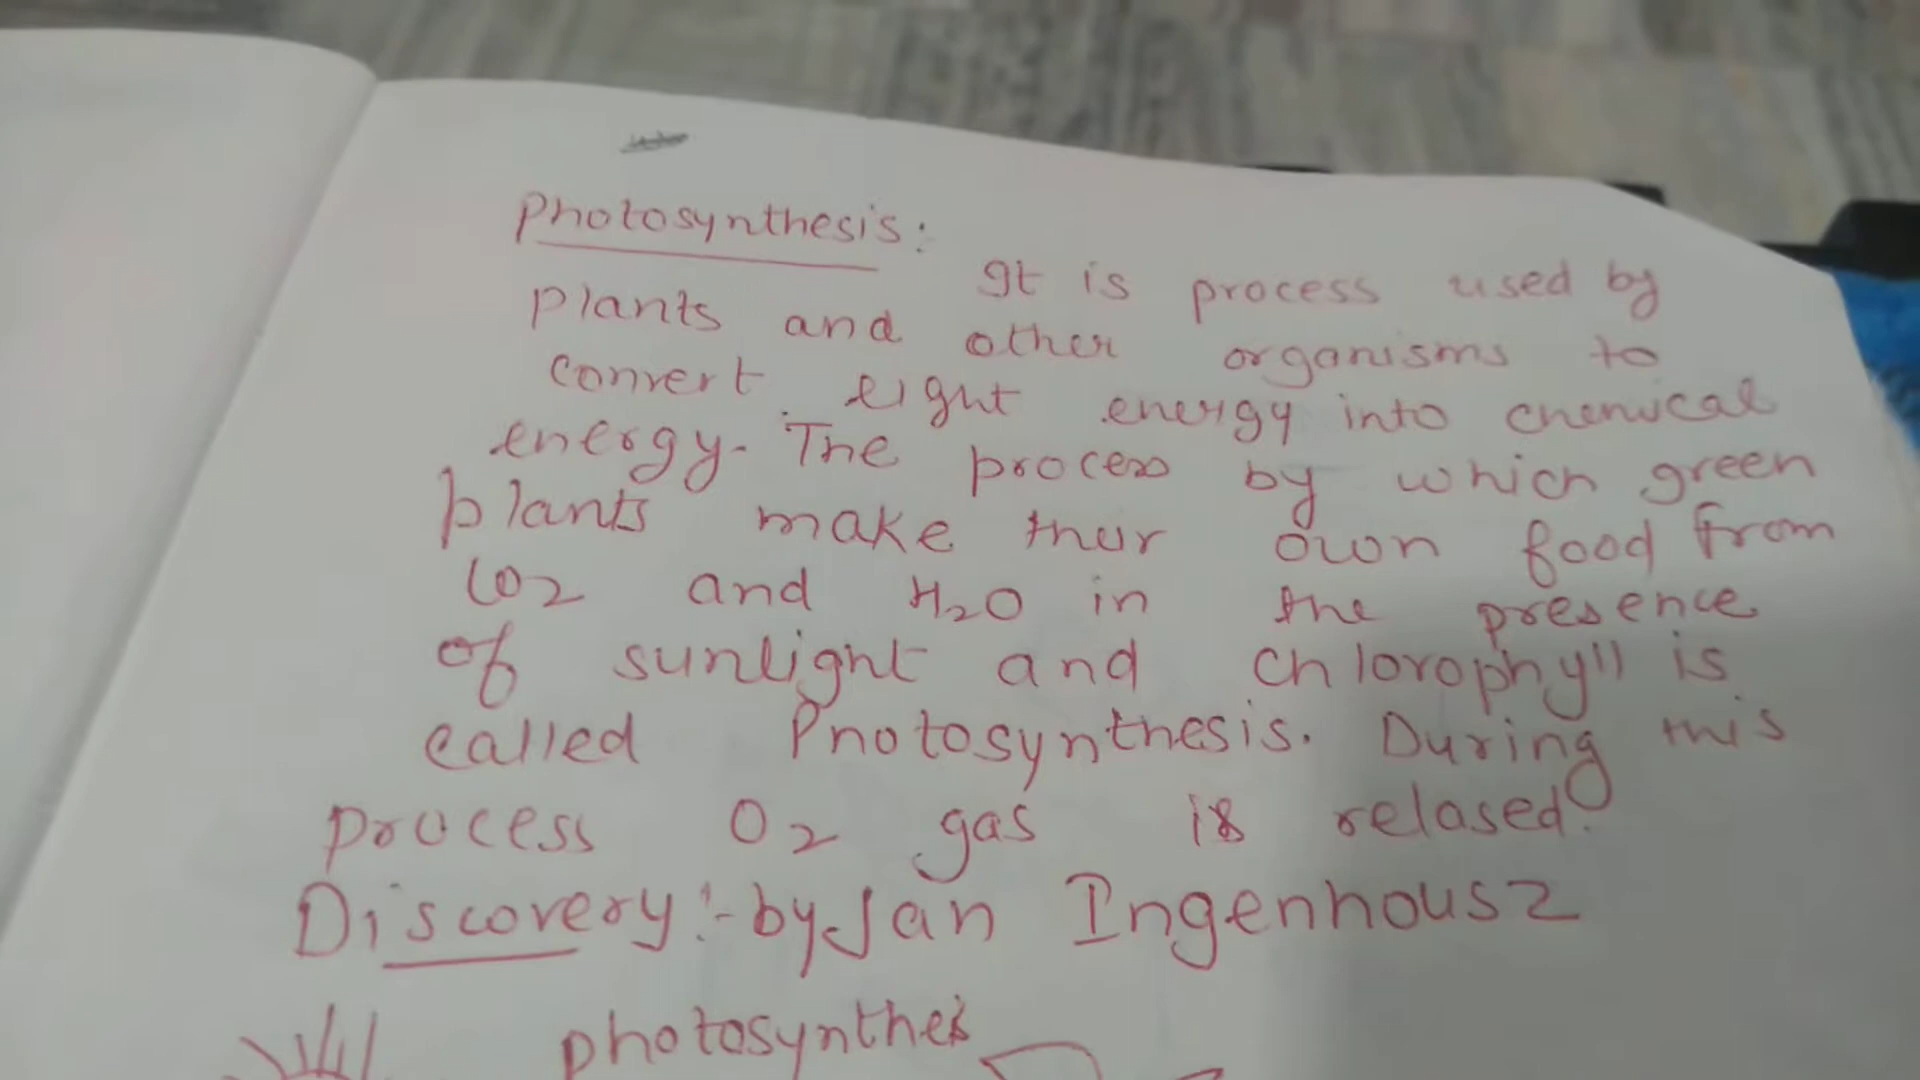 Photosynthesis:
It is process used by
plants and other organisms to
convert light energy into chemical
energy. The process by which green
plants make their own food from
CO2 and H2O in the presence
of sunlight and chlorophyll is
called Photosynthesis. During this
process O2 gas is relased.
Discovery:- by Jan Ingenhousz
photosynthes